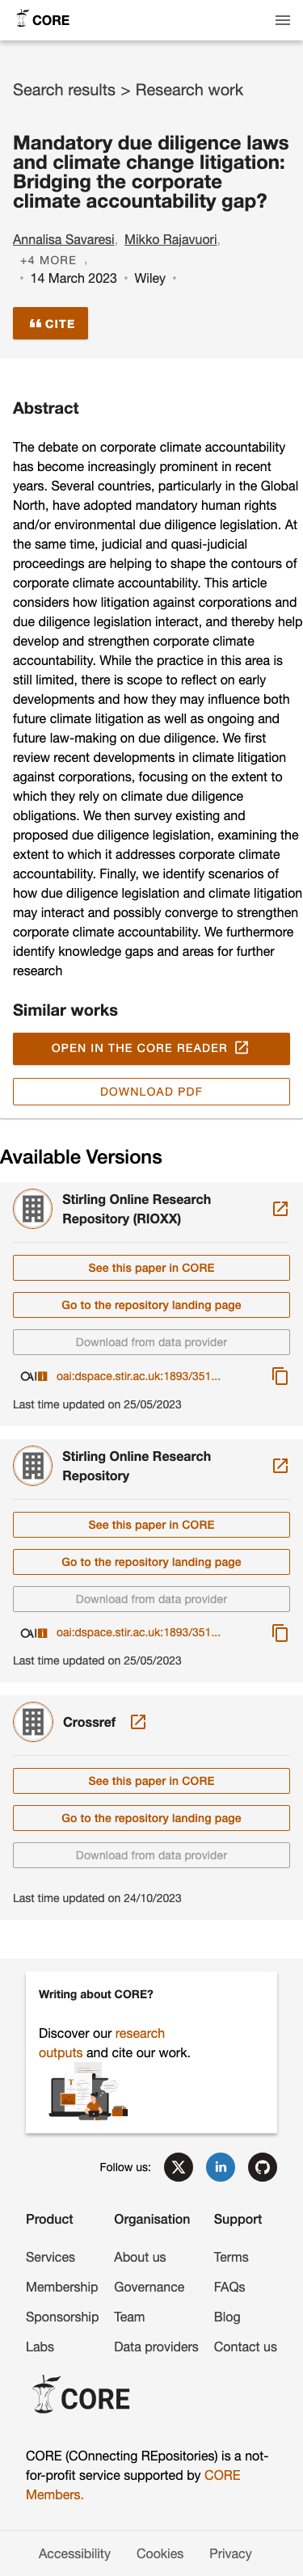 CORE
Search results > Research work
Mandatory due diligence laws
and climate change litigation:
Bridging the corporate
climate accountability gap?
Annalisa Savaresi, Mikko Rajavuori,
+4 MORE ,
• 14 March 2023 • Wiley •
CITE
Abstract
The debate on corporate climate accountability
has become increasingly prominent in recent
years. Several countries, particularly in the Global
North, have adopted mandatory human rights
and/or environmental due diligence legislation. At
the same time, judicial and quasi-judicial
proceedings are helping to shape the contours of
corporate climate accountability. This article
considers how litigation against corporations and
due diligence legislation interact, and thereby help
develop and strengthen corporate climate
accountability. While the practice in this area is
still limited, there is scope to reflect on early
developments and how they may influence both
future climate litigation as well as ongoing and
future law-making on due diligence. We first
review recent developments in climate litigation
against corporations, focusing on the extent to
which they rely on climate due diligence
obligations. We then survey existing and
proposed due diligence legislation, examining the
extent to which it addresses corporate climate
accountability. Finally, we identify scenarios of
how due diligence legislation and climate litigation
may interact and possibly converge to strengthen
corporate climate accountability. We furthermore
identify knowledge gaps and areas for further
research
Similar works
OPEN IN THE CORE READER
DOWNLOAD PDF
Available Versions
Stirling Online Research
Repository (RIOXX)
See this paper in CORE
Go to the repository landing page
Download from data provider
OAI oai:dspace.stir.ac.uk:1893/351...
Last time updated on 25/05/2023
Stirling Online Research
Repository
See this paper in CORE
Go to the repository landing page
Download from data provider
OAI oai:dspace.stir.ac.uk:1893/351...
Last time updated on 25/05/2023
Crossref
See this paper in CORE
Go to the repository landing page
Download from data provider
Last time updated on 24/10/2023
Writing about CORE?
Discover our research
outputs and cite our work.
Follow us:
Product Organisation Support
Services About us Terms
Membership Governance FAQs
Sponsorship Team Blog
Labs Data providers Contact us
CORE
CORE (COnnecting REpositories) is a not-
for-profit service supported by CORE
Members.
Accessibility Cookies Privacy